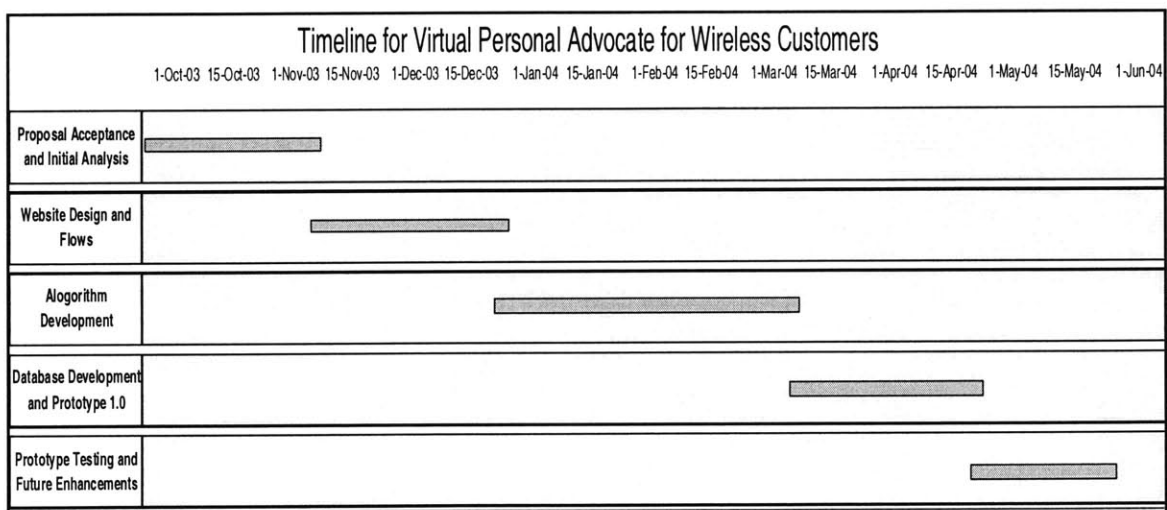 Timeline for Virtual Personal Advocate for Wireless Customers
1-Oct-03 15-Oct-03 1-Nov-03 15-Nov-03 1-Dec-03 15-Dec-03 1-Jan-04 15-Jan-04 1-Feb-04 15-Feb-04 1-Mar-04 15-Mar-04 1-Apr-04 15-Apr-04 1-May-04 15-May-04 1-Jun-04
Proposal Acceptance
and Initial Analysis
Website Design and
Flows
Alogorithm
Development
Database Development
and Prototype 1.0
Prototype Testing and
Future Enhancements